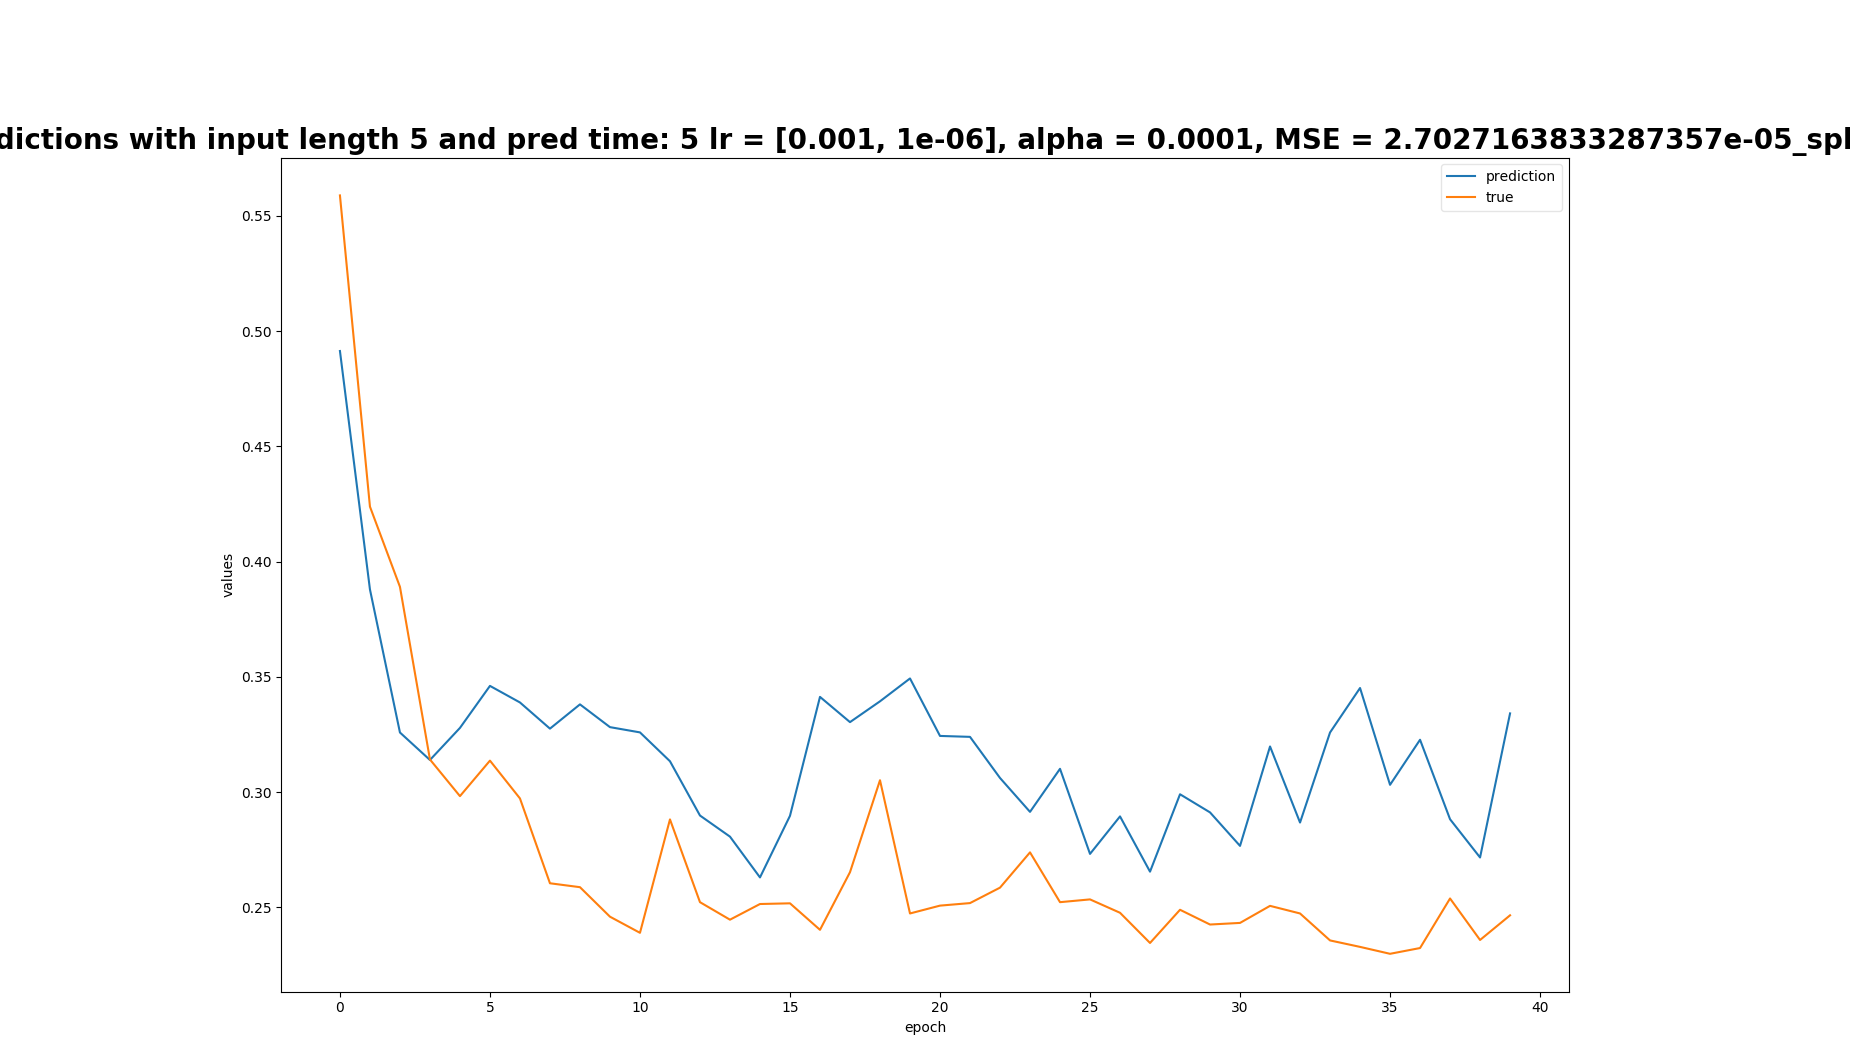 dictions with input length 5 and pred time: 5 lr = [0.001, 1e-06], alpha = 0.0001, MSE = 2.7027163833287357e-05_spl
prediction
true
0.55
0.50
0.45
0.40
0.35
0.30
0.25
values
0 5 10 15 20 25 30 35 40
epoch